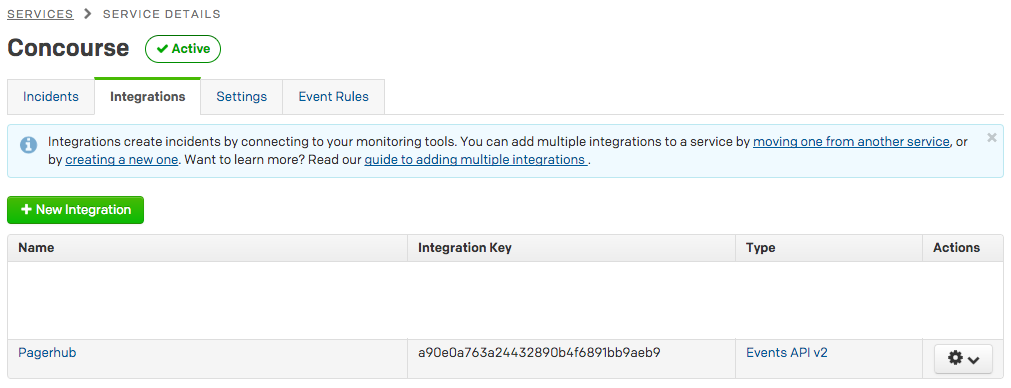 SERVICES > SERVICE DETAILS
Concourse ✓ Active
Incidents Integrations Settings Event Rules
Integrations create incidents by connecting to your monitoring tools. You can add multiple integrations to a service by moving one from another service, or
by creating a new one. Want to learn more? Read our guide to adding multiple integrations .
+ New Integration
Name Integration Key Type Actions
Pagerhub a90e0a763a24432890b4f6891bb9aeb9 Events API v2